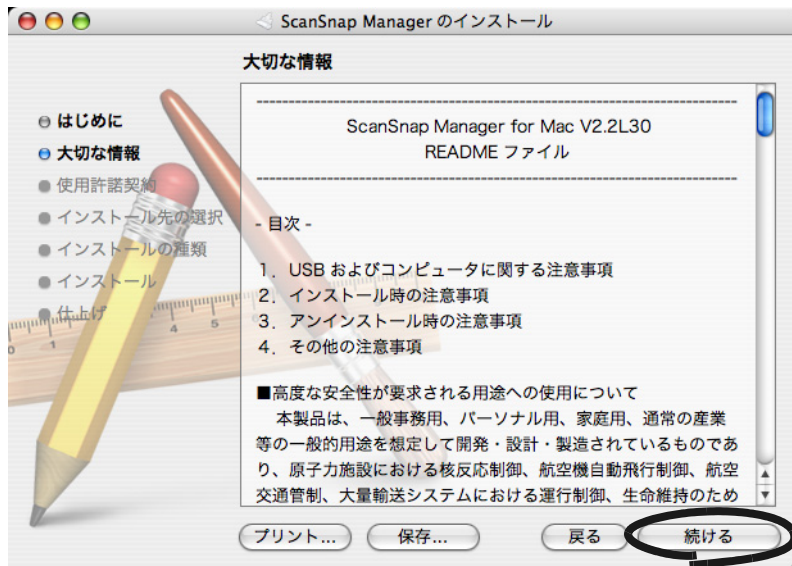 ScanSnap Manager のインストール
大切な情報
はじめに
大切な情報
使用許諾契約
インストール先の選択
インストールの種類
インストール
仕上げ
ScanSnap Manager for Mac V2.2L30
README ファイル
- 目次 -
1．USB およびコンピュータに関する注意事項
2．インストール時の注意事項
3．アンインストール時の注意事項
4．その他の注意事項
■高度な安全性が要求される用途への使用について
本製品は、一般事務用、パーソナル用、家庭用、通常の産業
等の一般的用途を想定して開発・設計・製造されているものであ
り、原子力施設における核反応制御、航空機自動飛行制御、航空
交通管制、大量輸送システムにおける運行制御、生命維持のため
プリント... 保存... 戻る 続ける
0 1 4 5